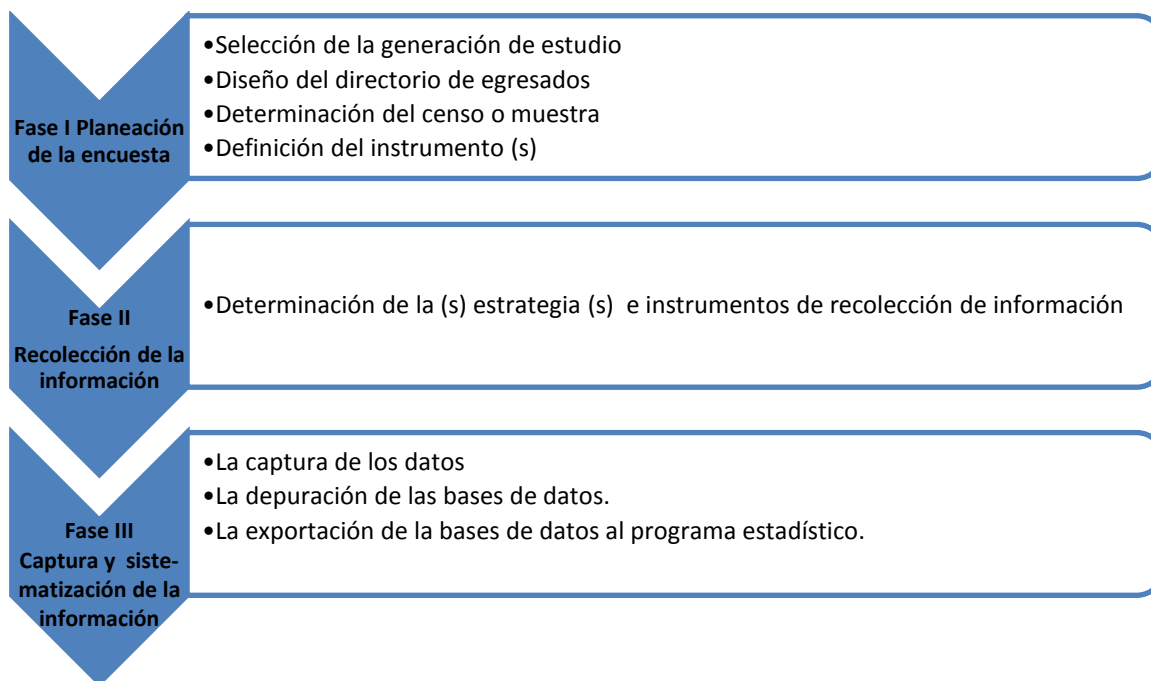 Fase I Planeación
de la encuesta
•Selección de la generación de estudio
•Diseño del directorio de egresados
•Determinación del censo o muestra
•Definición del instrumento (s)
Fase II
Recolección de la
información
•Determinación de la (s) estrategia (s)  e instrumentos de recolección de información
Fase III
Captura y  siste-
matización de la
información
•La captura de los datos
•La depuración de las bases de datos.
•La exportación de la bases de datos al programa estadístico.